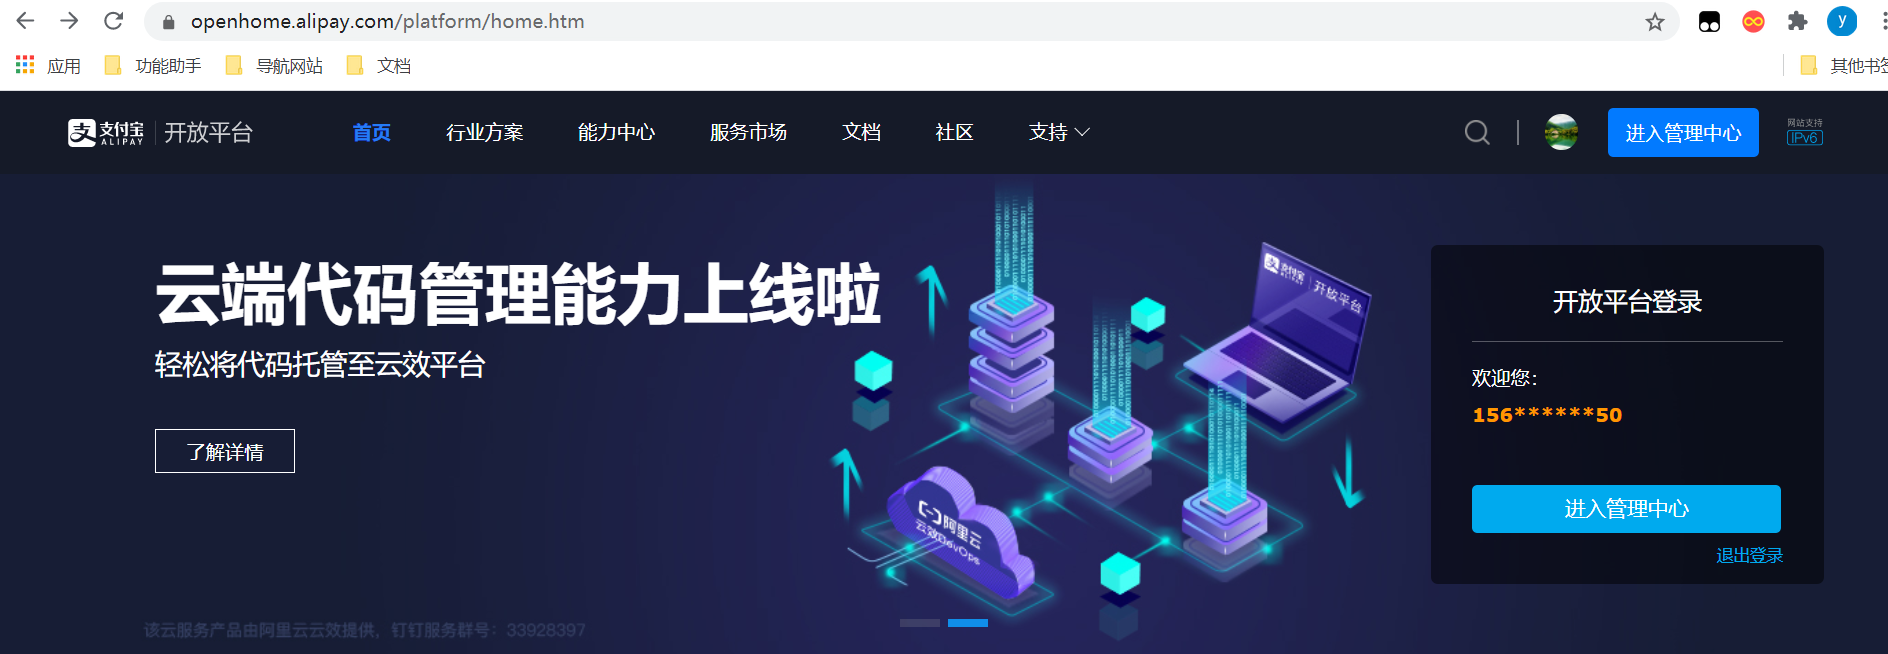 openhome.alipay.com/platform/home.htm
y
应用 功能助手 导航网站 文档 其他书签
支 支付宝 ALIPAY 开放平台 首页 行业方案 能力中心 服务市场 文档 社区 支持 进入管理中心 网站支持 IPv6
云端代码管理能力上线啦
轻松将代码托管至云效平台
了解详情
支付宝 开放平台
阿里云
云效DevOps
开放平台登录
欢迎您：
156******50
进入管理中心
退出登录
该云服务产品由阿里云云效提供，钉钉服务群号：33928397